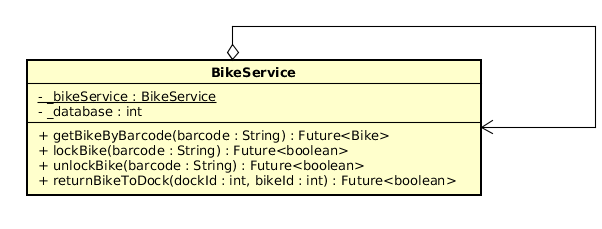 BikeService
- _bikeService : BikeService
- _database : int
+ getBikeByBarcode(barcode : String) : Future<Bike>
+ lockBike(barcode : String) : Future<boolean>
+ unlockBike(barcode : String) : Future<boolean>
+ returnBikeToDock(dockId : int, bikeId : int) : Future<boolean>